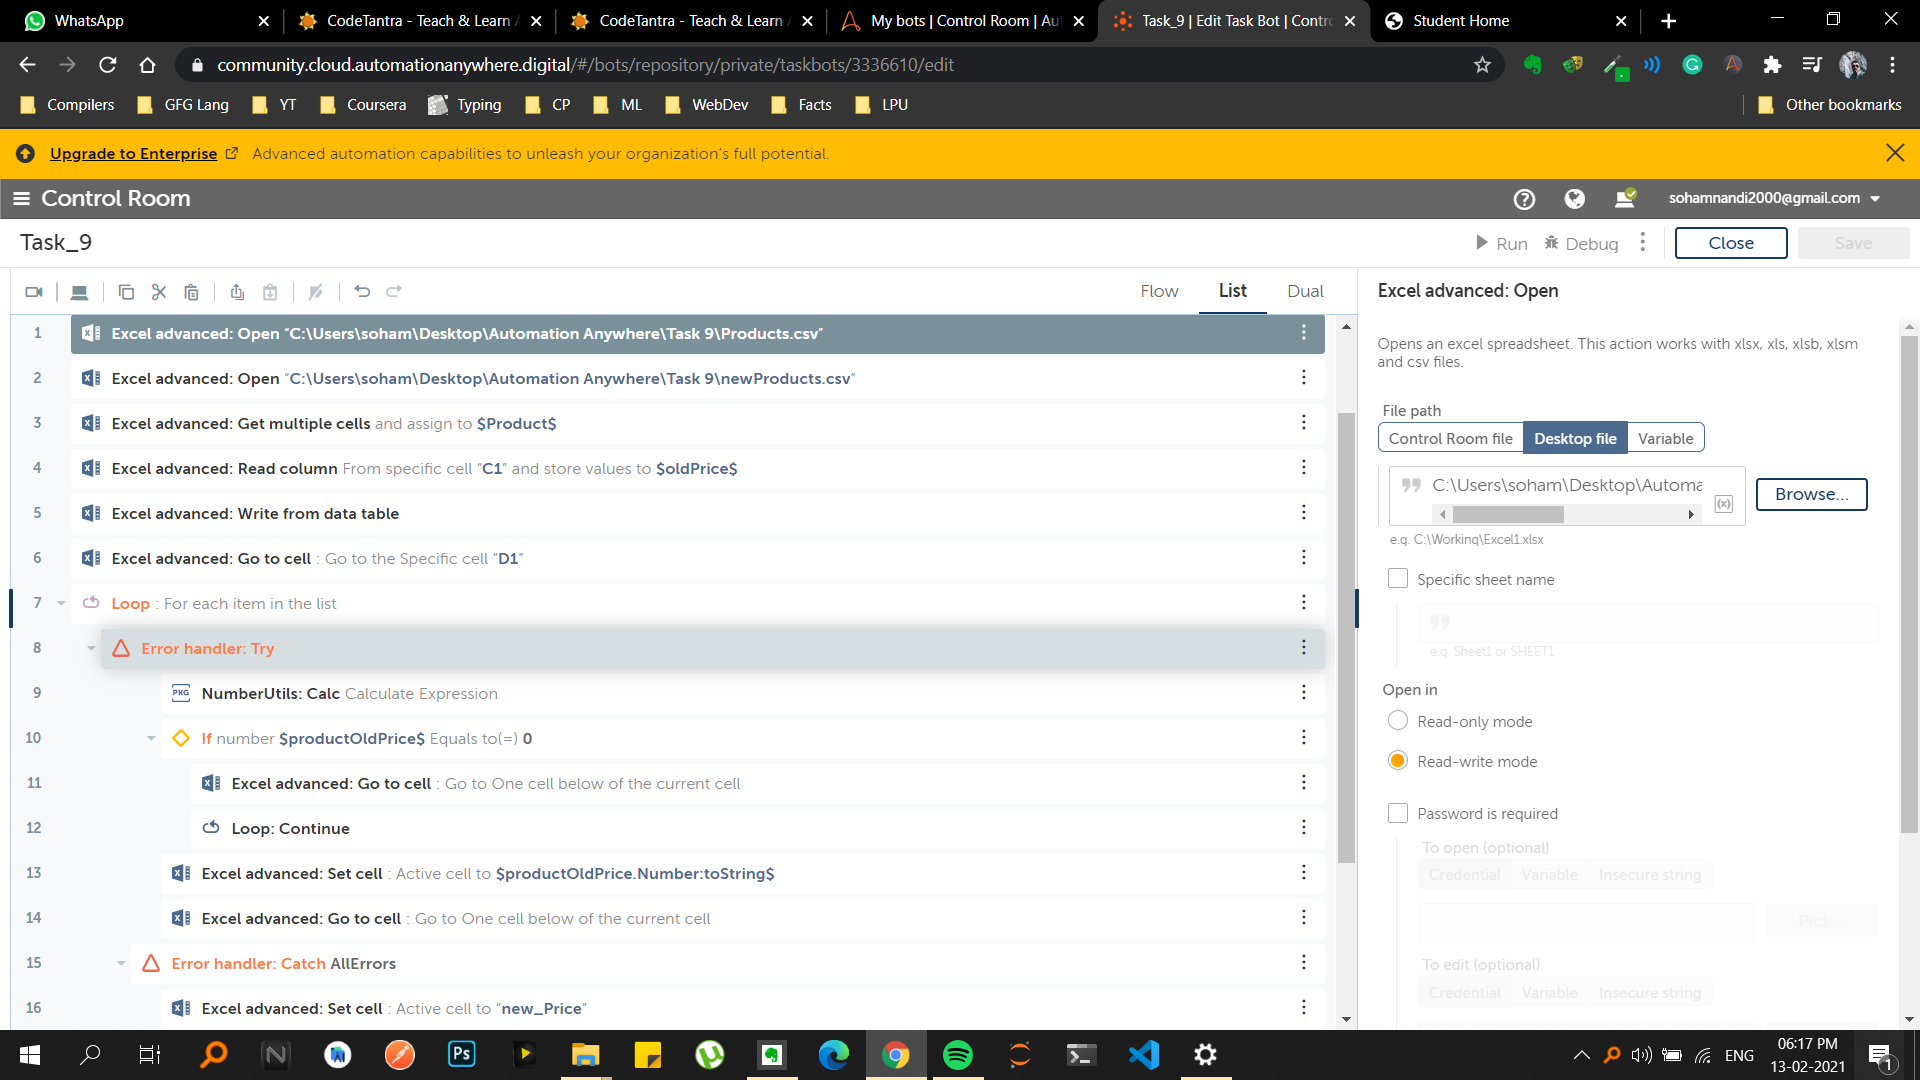 WhatsApp
CodeTantra - Teach & Learn
CodeTantra - Teach & Learn
My bots | Control Room | Au
Task_9 | Edit Task Bot | Contro
Student Home
community.cloud.automationanywhere.digital/#/bots/repository/private/taskbots/3336610/edit
Compilers
GFG Lang
YT
Coursera
Typing
CP
ML
WebDev
Facts
LPU
Other bookmarks
Upgrade to Enterprise Advanced automation capabilities to unleash your organization's full potential.
Control Room
sohamnandi2000@gmail.com
Task_9
Run
Debug
Close
Save
Flow
List
Dual
1 Excel advanced: Open "C:\Users\soham\Desktop\Automation Anywhere\Task 9\Products.csv"
2 Excel advanced: Open "C:\Users\soham\Desktop\Automation Anywhere\Task 9\newProducts.csv"
3 Excel advanced: Get multiple cells and assign to $Product$
4 Excel advanced: Read column From specific cell "C1" and store values to $oldPrice$
5 Excel advanced: Write from data table
6 Excel advanced: Go to cell : Go to the Specific cell "D1"
7 Loop : For each item in the list
8 Error handler: Try
9 PKG NumberUtils: Calc Calculate Expression
10 If number $productOldPrice$ Equals to(=) 0
11 Excel advanced: Go to cell : Go to One cell below of the current cell
12 Loop: Continue
13 Excel advanced: Set cell : Active cell to $productOldPrice.Number:toString$
14 Excel advanced: Go to cell : Go to One cell below of the current cell
15 Error handler: Catch AllErrors
16 Excel advanced: Set cell : Active cell to "new_Price"
Excel advanced: Open
Opens an excel spreadsheet. This action works with xlsx, xls, xlsb, xlsm
and csv files.
File path
Control Room file
Desktop file
Variable
C:\Users\soham\Desktop\Automa
(x)
Browse...
e.g. C:\Working\Excel1.xlsx
Specific sheet name
e.g. Sheet1 or SHEET1
Open in
Read-only mode
Read-write mode
Password is required
To open (optional)
Credential
Variable
Insecure string
Pick...
To edit (optional)
Credential
Variable
Insecure string
Ps
ENG
06:17 PM
13-02-2021
1